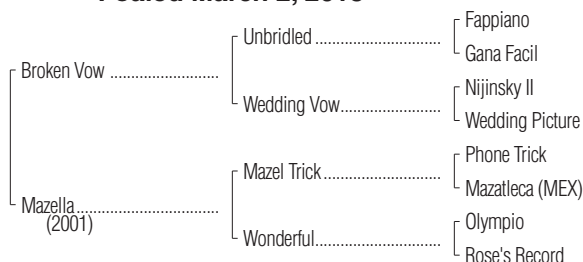 Foaled March 2,
Fappiano
Unbridled
Gana Facil
Broken Vow
Nijinsky II
Wedding Vow
Wedding Picture
Phone Trick
Mazel Trick
Mazatleca (MEX)
Mazella
(2001)
Olympio
Wonderful
Rose's Record